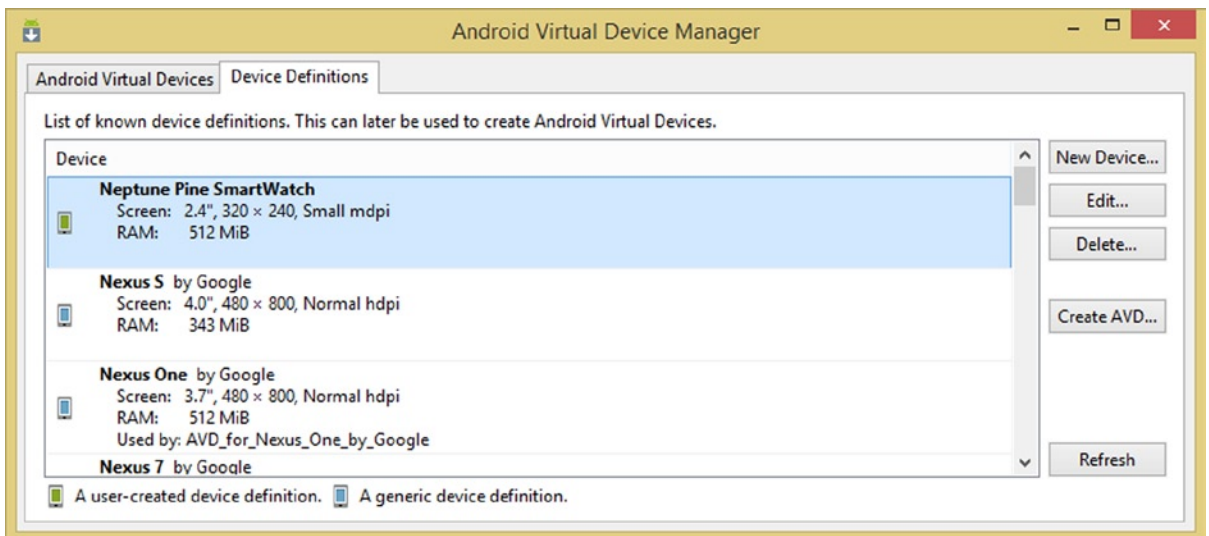 Android Virtual Device Manager
Android Virtual Devices
Device Definitions
List of known device definitions. This can later be used to create Android Virtual Devices.
Device
Neptune Pine SmartWatch
Screen: 2.4", 320 × 240, Small mdpi
RAM: 512 MiB
Nexus S by Google
Screen: 4.0", 480 × 800, Normal hdpi
RAM: 343 MiB
Nexus One by Google
Screen: 3.7", 480 × 800, Normal hdpi
RAM: 512 MiB
Used by: AVD_for_Nexus_One_by_Google
Nexus 7 by Google
New Device...
Edit...
Delete...
Create AVD...
Refresh
A user-created device definition. A generic device definition.